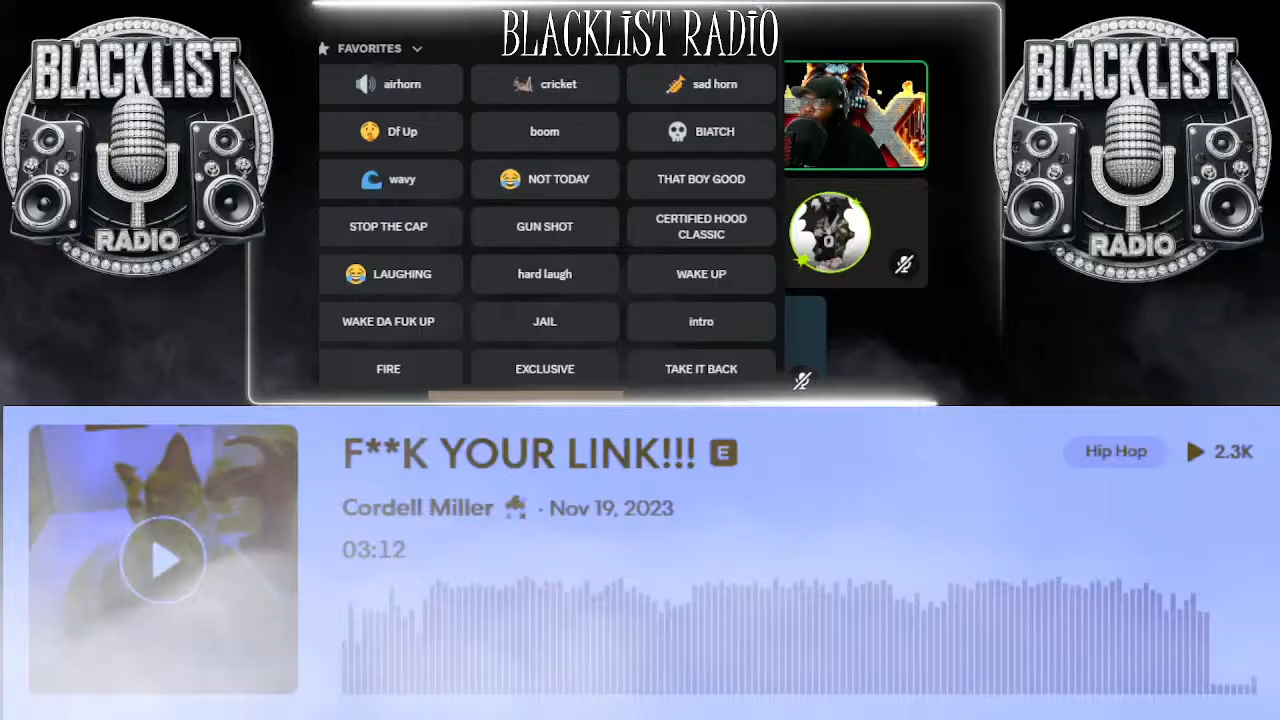 BLACKLiST RADiO
BLACKLIST
RADIO
FAVORITES
airhorn
cricket
sad horn
Df Up
boom
BIATCH
wavy
NOT TODAY
THAT BOY GOOD
STOP THE CAP
GUN SHOT
CERTIFIED HOOD
CLASSIC
LAUGHING
hard laugh
WAKE UP
WAKE DA FUK UP
JAIL
intro
FIRE
EXCLUSIVE
TAKE IT BACK
BLACKLIST
RADIO
F**K YOUR LINK!!! E
Hip Hop
2.3K
Cordell Miller · Nov 19, 2023
03:12